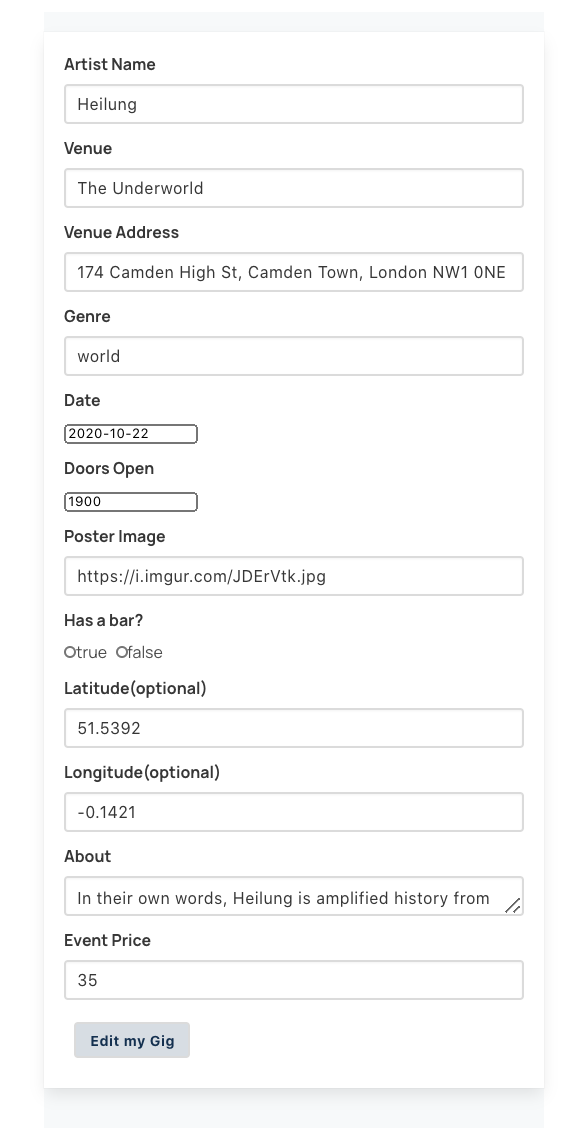 Artist Name
Heilung
Venue
The Underworld
Venue Address
174 Camden High St, Camden Town, London NW1 0NE
Genre
world
Date
2020-10-22
Doors Open
1900
Poster Image
https://i.imgur.com/JDErVtk.jpg
Has a bar?
true false
Latitude(optional)
51.5392
Longitude(optional)
-0.1421
About
In their own words, Heilung is amplified history from
Event Price
35
Edit my Gig